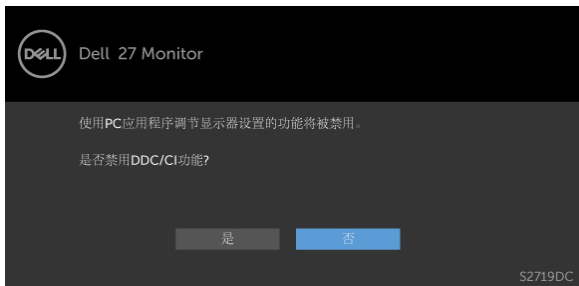 DELL
Dell 27 Monitor
使用PC应用程序调节显示器设置的功能将被禁用。
是否禁用DDC/CI功能?
是
否
S2719DC